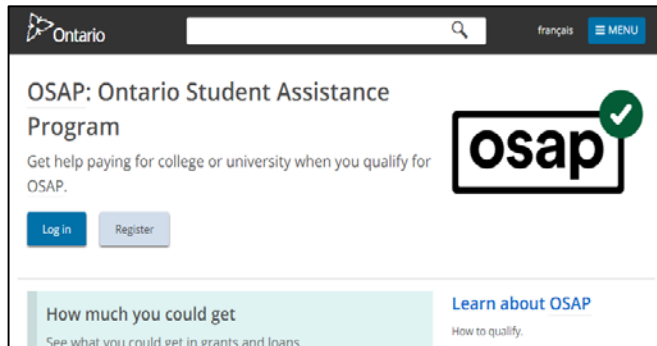 Ontario
français
MENU
OSAP: Ontario Student Assistance
Program
Get help paying for college or university when you qualify for
OSAP.
osap
Log in
Register
How much you could get
See what you could get in grants and loans
Learn about OSAP
How to qualify.